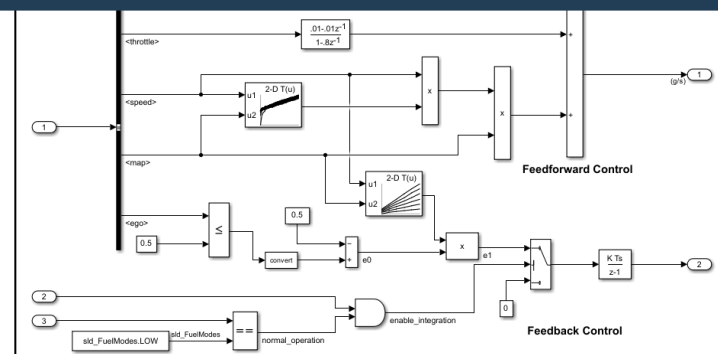 .01-.01z-1
1-.8z-1
<throttle>
+
1
(g/s)
<speed>
2-D T(u)
u1
u2
x
x
+
1
<map>
Feedforward Control
2-D T(u)
u1
u2
<ego>
0.5
≤
0.5
convert
−
+
e0
x
e1
K Ts
z-1
2
0
2
3
sld_FuelModes.LOW
sld_FuelModes
==
normal_operation
enable_integration
Feedback Control